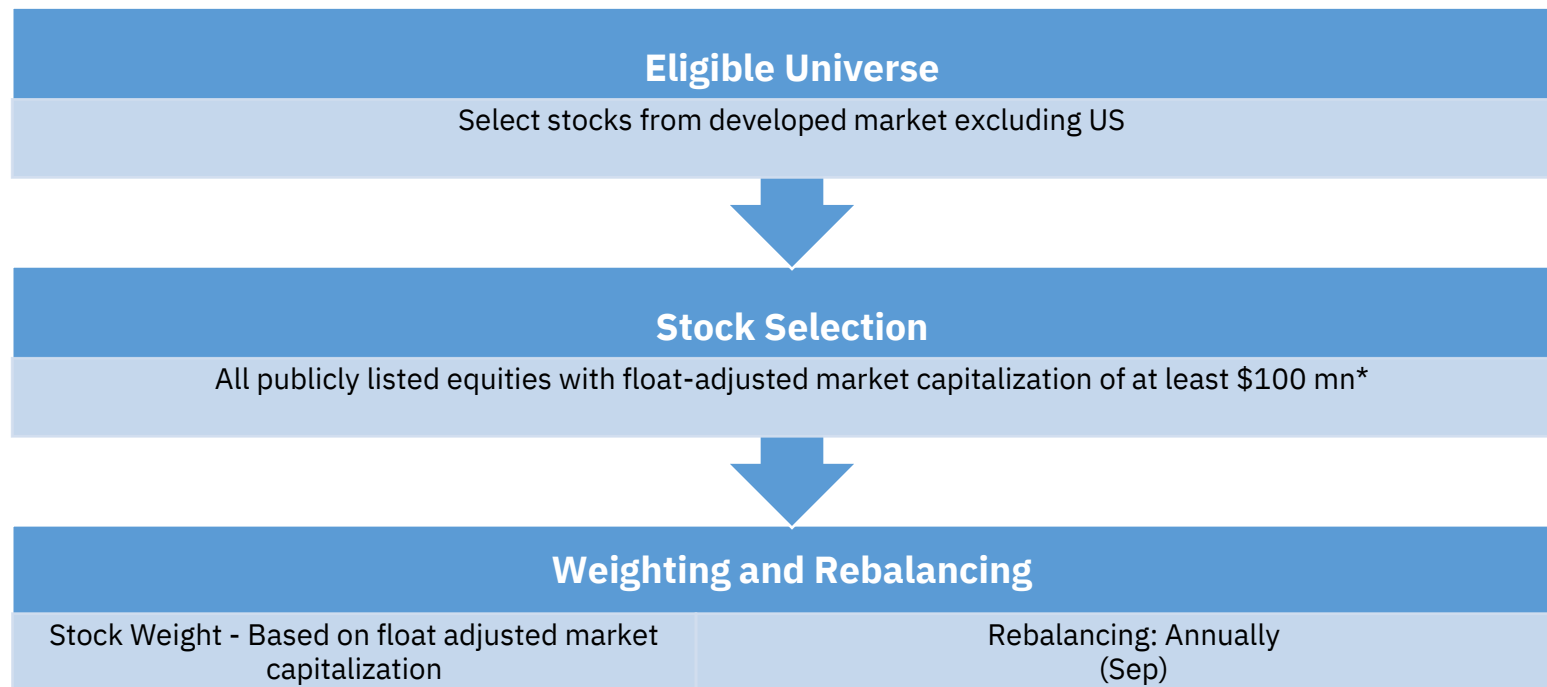 Eligible Universe
Select stocks from developed market excluding US
Stock Selection
All publicly listed equities with float-adjusted market capitalization of at least $100 mn*
Weighting and Rebalancing
Stock Weight - Based on float adjusted market
capitalization
Rebalancing: Annually
(Sep)